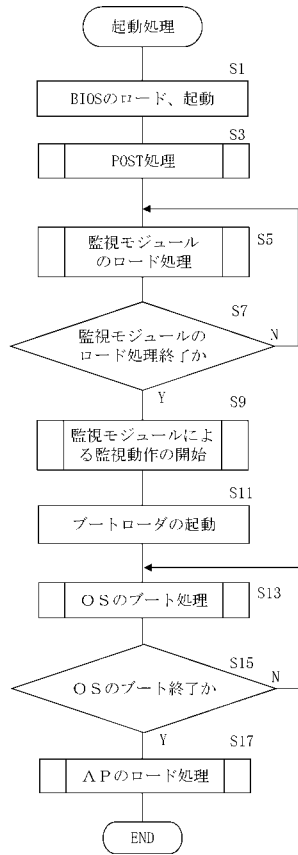 起動処理
S1
BIOSのロード、起動
S3
POST処理
監視モジュール
のロード処理
S5
S7
監視モジュールの
ロード処理終了か
N
Y
S9
監視モジュールによ
る監視動作の開始
S11
ブートローダの起動
OSのブート処理
S13
S15
OSのブート終了か
N
Y
S17
APのロード処理
END